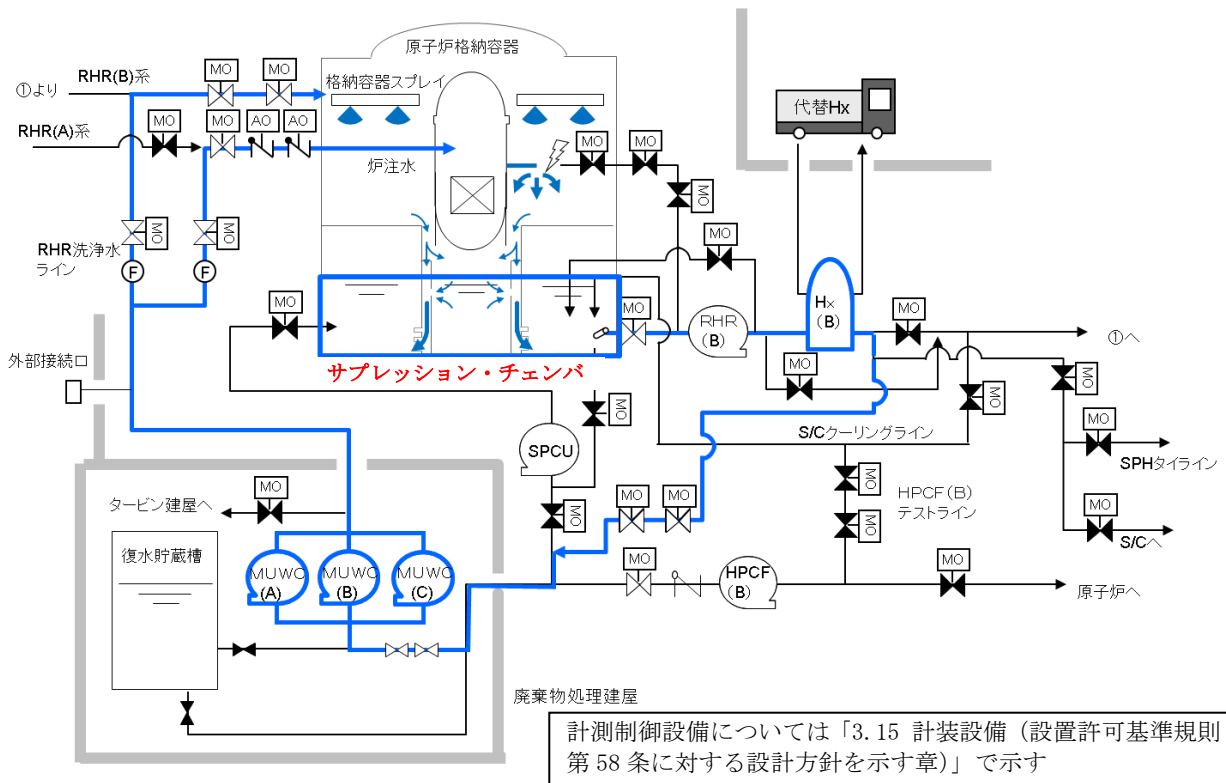 原子炉格納容器
MO
MO
RHR(B)系
①より
格納容器スプレイ
代替Hx
RHR(A)系
MO
MO
AO
AO
炉注水
MO
MO
MO
MO
MO
RHR洗浄水
ライン
F
F
MO
MO
MO
RHR
(B)
Hx
(B)
MO
①へ
外部接続口
サプレッション・チェンバ
MO
MO
MO
MO
S/Cクーリングライン
MO
SPHタイライン
SPCU
MO
タービン建屋へ
MO
MO
MO
MO
HPCF(B)
テストライン
MO
MO
S/Cへ
復水貯蔵槽
MUWC
(A)
MUWC
(B)
MUWC
(C)
MO
HPCF
(B)
MO
原子炉へ
廃棄物処理建屋
計測制御設備については「3.15 計装設備（設置許可基準規則
第58条に対する設計方針を示す章）」で示す